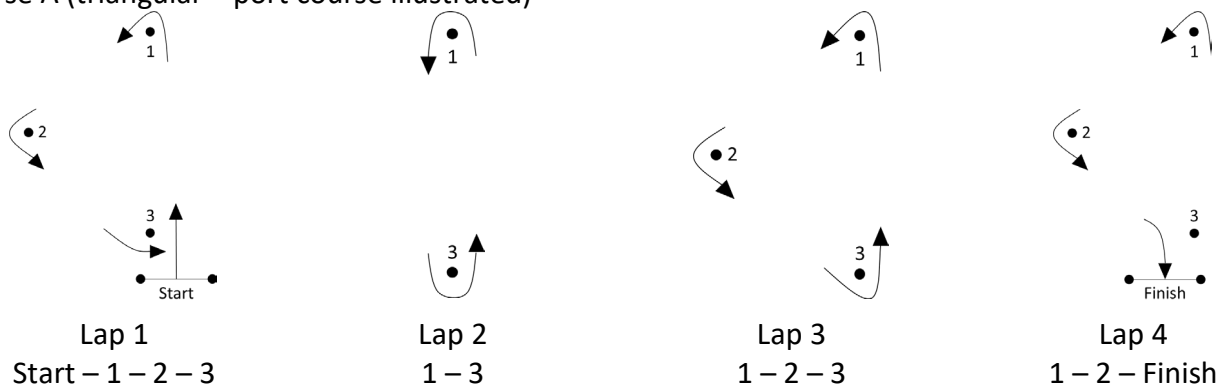 (triangular – port course illustrated)
1
1
1
1
2
2
2
3
3
3
3
Start
Finish
Lap 1
Lap 2
Lap 3
Lap 4
Start – 1 – 2 – 3
1 – 3
1 – 2 – 3
1 – 2 – Finish